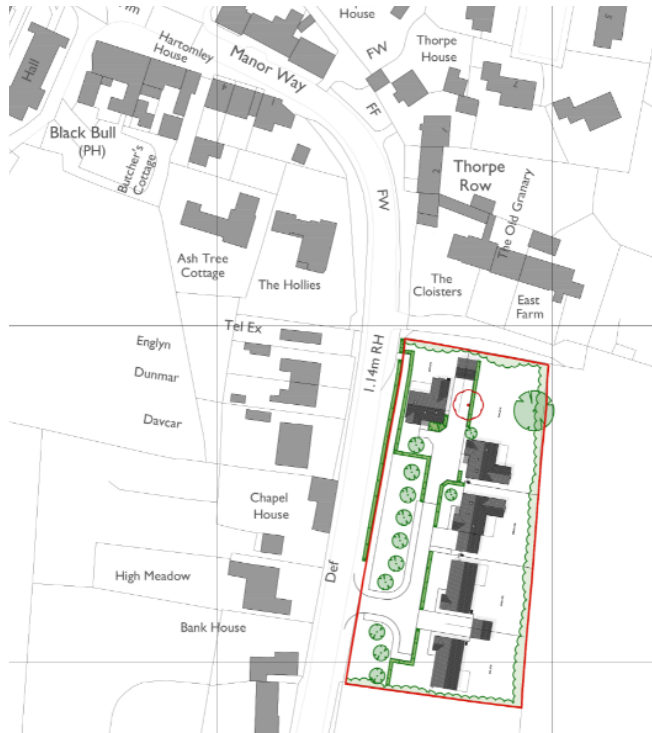 House
Hartomley
House
Manor Way
FW
Thorpe
House
Hall
FF
Black Bull
(PH)
Butcher's
Cottage
FW
Thorpe
Row
The Old Granary
Ash Tree
Cottage
The Hollies
The
Cloisters
East
Farm
Tel Ex
1.14m RH
Englyn
Dunmar
Davcar
Chapel
House
Def
High Meadow
Bank House